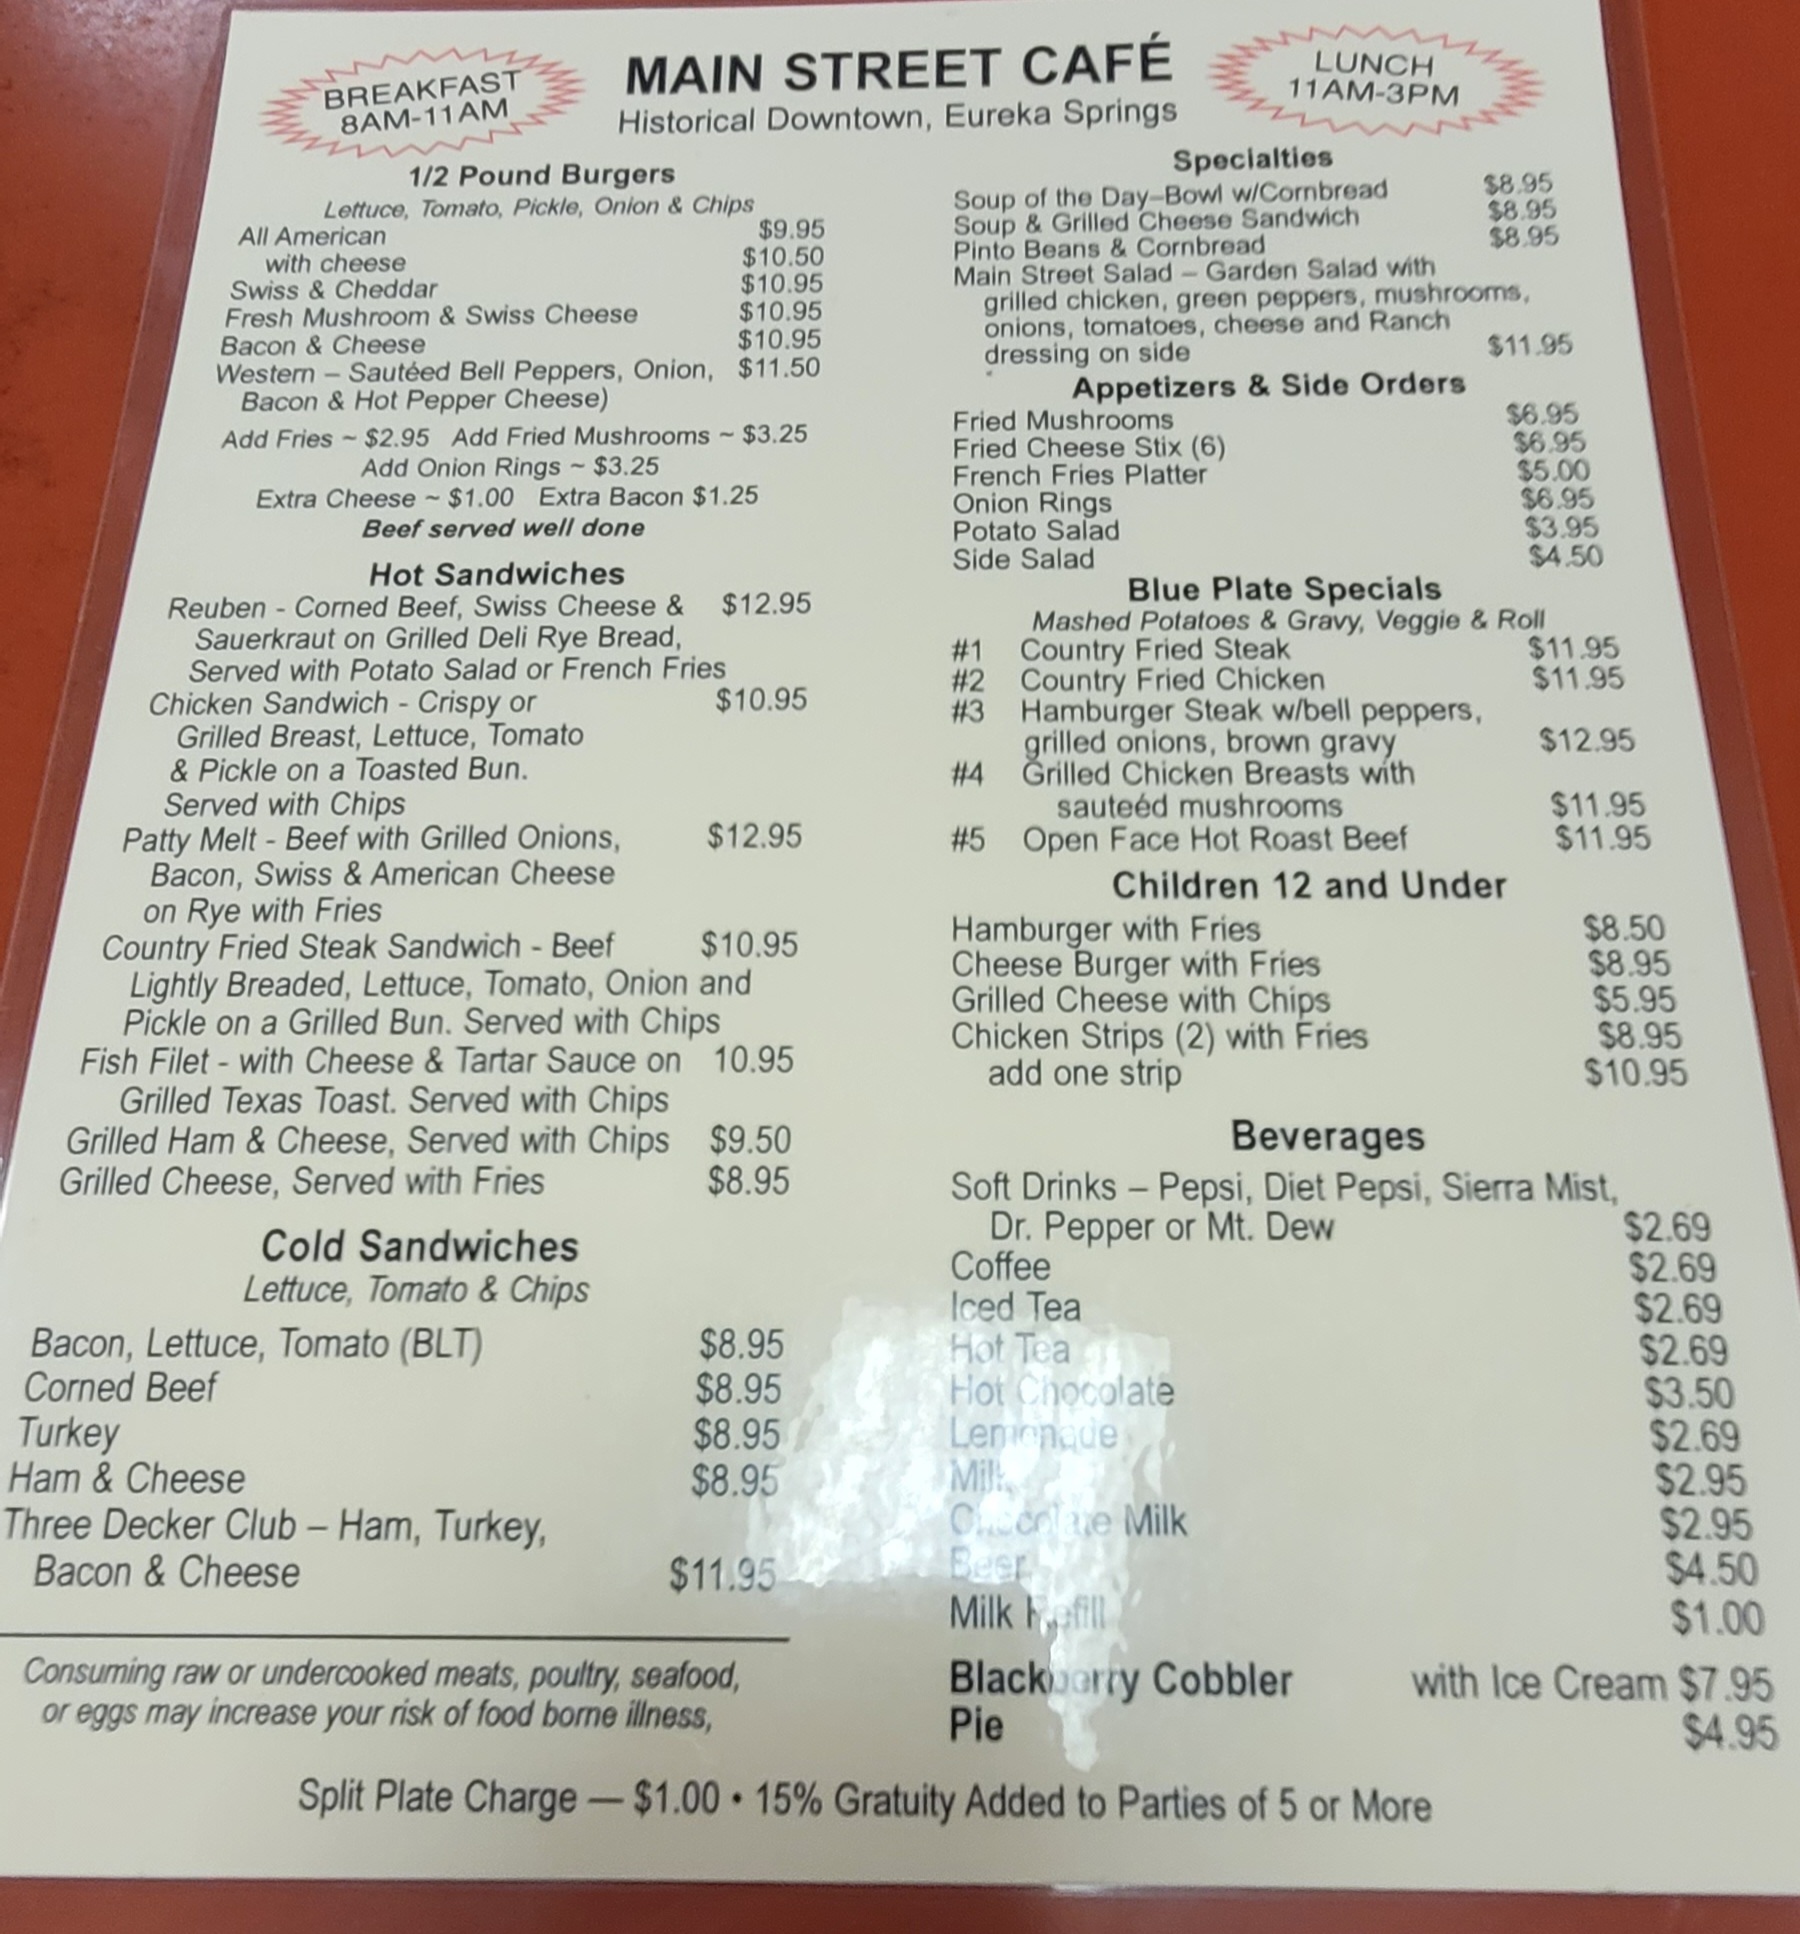 BREAKFAST
8AM-11AM
MAIN STREET CAFÉ
Historical Downtown, Eureka Springs
LUNCH
11AM-3PM
1/2 Pound Burgers
Lettuce, Tomato, Pickle, Onion & Chips
All American $9.95
with cheese $10.50
Swiss & Cheddar $10.95
Fresh Mushroom & Swiss Cheese $10.95
Bacon & Cheese $10.95
Western – Sautéed Bell Peppers, Onion, $11.50
Bacon & Hot Pepper Cheese)
Add Fries ~ $2.95 Add Fried Mushrooms ~ $3.25
Add Onion Rings ~ $3.25
Extra Cheese ~ $1.00 Extra Bacon $1.25
Beef served well done
Hot Sandwiches
Reuben - Corned Beef, Swiss Cheese & $12.95
Sauerkraut on Grilled Deli Rye Bread,
Served with Potato Salad or French Fries
Chicken Sandwich - Crispy or $10.95
Grilled Breast, Lettuce, Tomato
& Pickle on a Toasted Bun.
Served with Chips
Patty Melt - Beef with Grilled Onions, $12.95
Bacon, Swiss & American Cheese
on Rye with Fries
Country Fried Steak Sandwich - Beef $10.95
Lightly Breaded, Lettuce, Tomato, Onion and
Pickle on a Grilled Bun. Served with Chips
Fish Filet - with Cheese & Tartar Sauce on 10.95
Grilled Texas Toast. Served with Chips
Grilled Ham & Cheese, Served with Chips $9.50
Grilled Cheese, Served with Fries $8.95
Cold Sandwiches
Lettuce, Tomato & Chips
Bacon, Lettuce, Tomato (BLT) $8.95
Corned Beef $8.95
Turkey $8.95
Ham & Cheese $8.95
Three Decker Club – Ham, Turkey,
Bacon & Cheese $11.95
Consuming raw or undercooked meats, poultry, seafood,
or eggs may increase your risk of food borne illness,
Specialties
Soup of the Day–Bowl w/Cornbread $8.95
Soup & Grilled Cheese Sandwich $8.95
Pinto Beans & Cornbread $8.95
Main Street Salad – Garden Salad with
grilled chicken, green peppers, mushrooms,
onions, tomatoes, cheese and Ranch
dressing on side $11.95
Appetizers & Side Orders
Fried Mushrooms $6.95
Fried Cheese Stix (6) $6.95
French Fries Platter $5.00
Onion Rings $6.95
Potato Salad $3.95
Side Salad $4.50
Blue Plate Specials
Mashed Potatoes & Gravy, Veggie & Roll
#1 Country Fried Steak $11.95
#2 Country Fried Chicken $11.95
#3 Hamburger Steak w/bell peppers,
grilled onions, brown gravy $12.95
#4 Grilled Chicken Breasts with
sauteéd mushrooms $11.95
#5 Open Face Hot Roast Beef $11.95
Children 12 and Under
Hamburger with Fries $8.50
Cheese Burger with Fries $8.95
Grilled Cheese with Chips $5.95
Chicken Strips (2) with Fries $8.95
add one strip $10.95
Beverages
Soft Drinks – Pepsi, Diet Pepsi, Sierra Mist,
Dr. Pepper or Mt. Dew $2.69
Coffee $2.69
Iced Tea $2.69
Hot Tea $2.69
Hot Chocolate $3.50
Lemonade $2.69
Milk $2.95
Chocolate Milk $2.95
Beer $4.50
Milk Refill $1.00
Blackberry Cobbler with Ice Cream $7.95
Pie $4.95
Split Plate Charge — $1.00 • 15% Gratuity Added to Parties of 5 or More